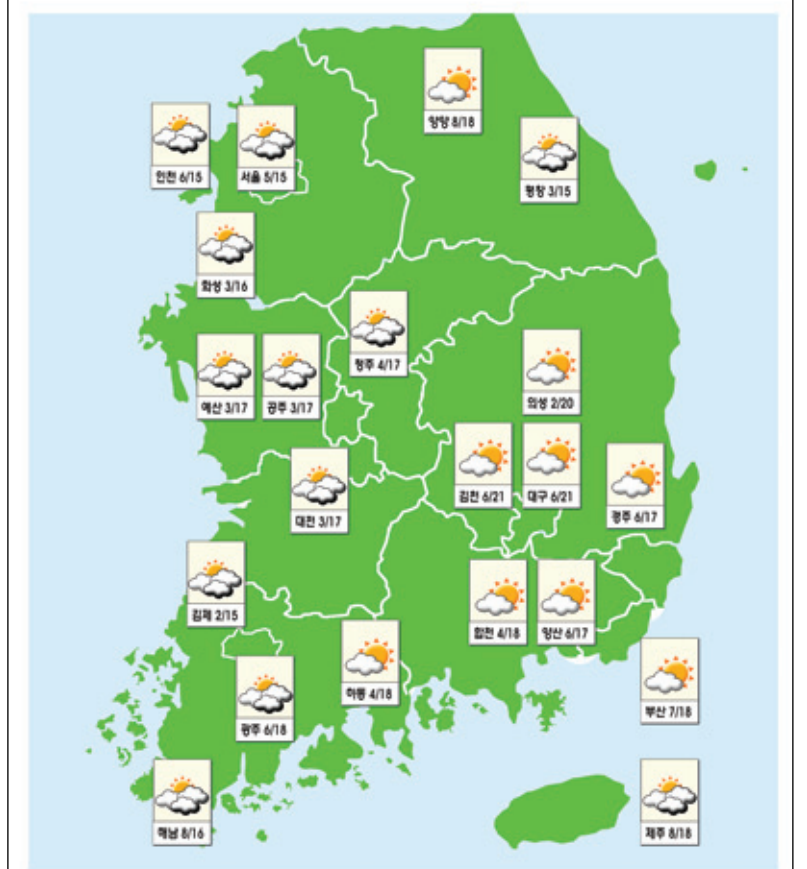 양양 8/18
인천 6/15
서울 5/15
평창 3/15
화성 3/16
청주 4/17
예산 3/17
공주 3/17
의성 2/20
김천 6/21
대구 6/21
경주 6/17
대전 3/17
김제 2/15
합천 4/18
양산 6/17
하동 4/18
광주 6/18
부산 7/18
해남 8/16
제주 8/18